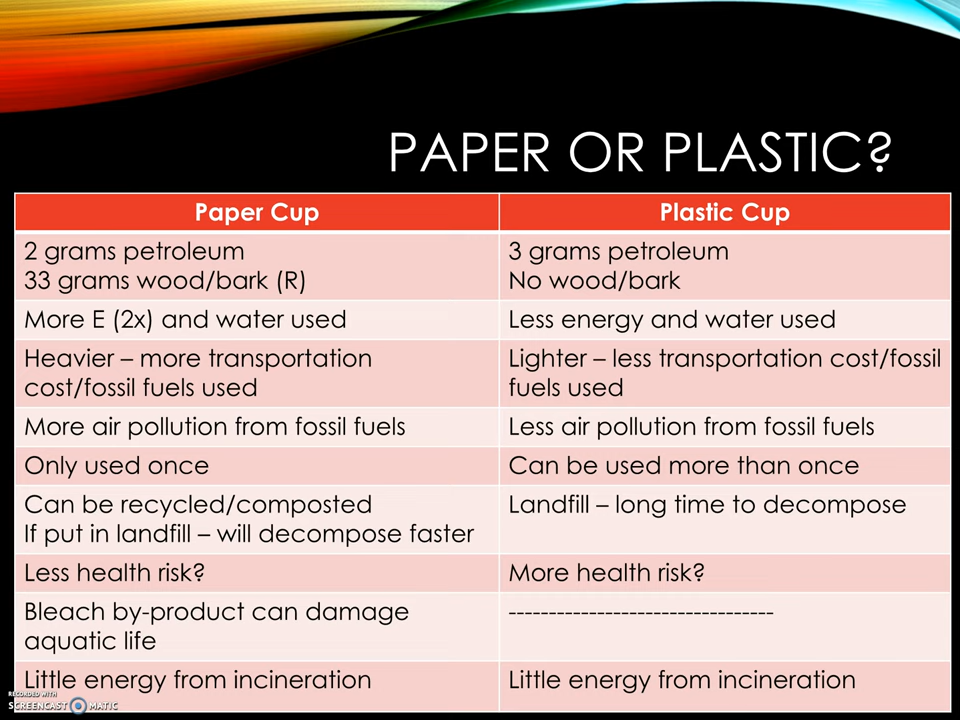 PAPER OR PLASTIC?
Paper Cup
Plastic Cup
2 grams petroleum
33 grams wood/bark (R)
3 grams petroleum
No wood/bark
More E (2x) and water used
Less energy and water used
Heavier – more transportation
cost/fossil fuels used
Lighter – less transportation cost/fossil
fuels used
More air pollution from fossil fuels
Less air pollution from fossil fuels
Only used once
Can be used more than once
Can be recycled/composted
If put in landfill – will decompose faster
Landfill – long time to decompose
Less health risk?
More health risk?
Bleach by-product can damage
aquatic life
---------------------------------
Little energy from incineration
Little energy from incineration
RECORDED WITH
SCREENCAST MATIC